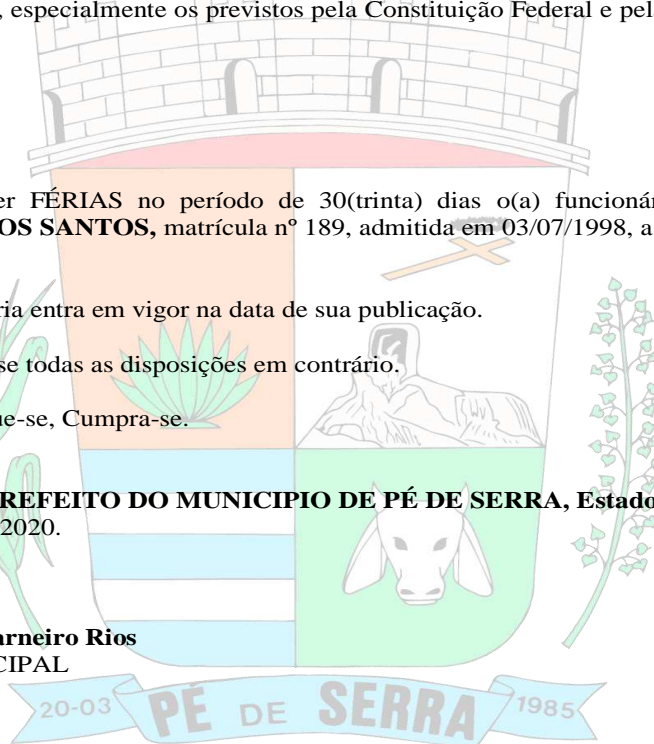 , especialmente os previstos pela Constituição Federal e pel
er FÉRIAS no período de 30(trinta) dias o(a) funcionár
OS SANTOS, matrícula nº 189, admitida em 03/07/1998, a
ria entra em vigor na data de sua publicação.
se todas as disposições em contrário.
ue-se, Cumpra-se.
REFEITO DO MUNICIPIO DE PÉ DE SERRA, Estado
2020.
arneiro Rios
CIPAL
20-03 PÉ DE SERRA 1985